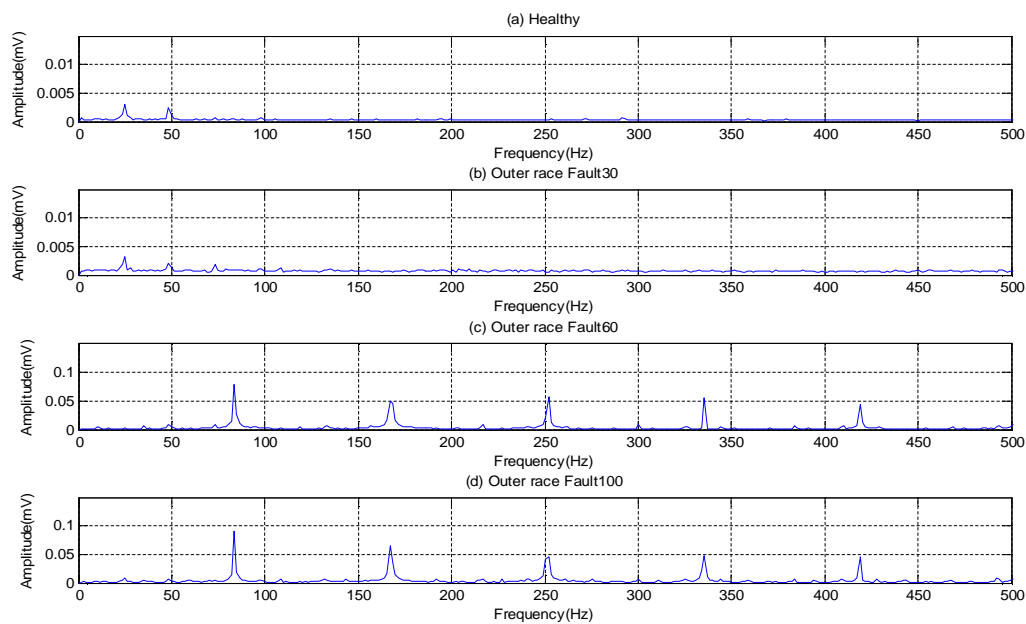 (a) Healthy
Amplitude(mV)
0.01
0.005
0
0 50 100 150 200 250 300 350 400 450 500
Frequency(Hz)
(b) Outer race Fault30
Amplitude(mV)
0.01
0.005
0
0 50 100 150 200 250 300 350 400 450 500
Frequency(Hz)
(c) Outer race Fault60
Amplitude(mV)
0.1
0.05
0
0 50 100 150 200 250 300 350 400 450 500
Frequency(Hz)
(d) Outer race Fault100
Amplitude(mV)
0.1
0.05
0
0 50 100 150 200 250 300 350 400 450 500
Frequency(Hz)